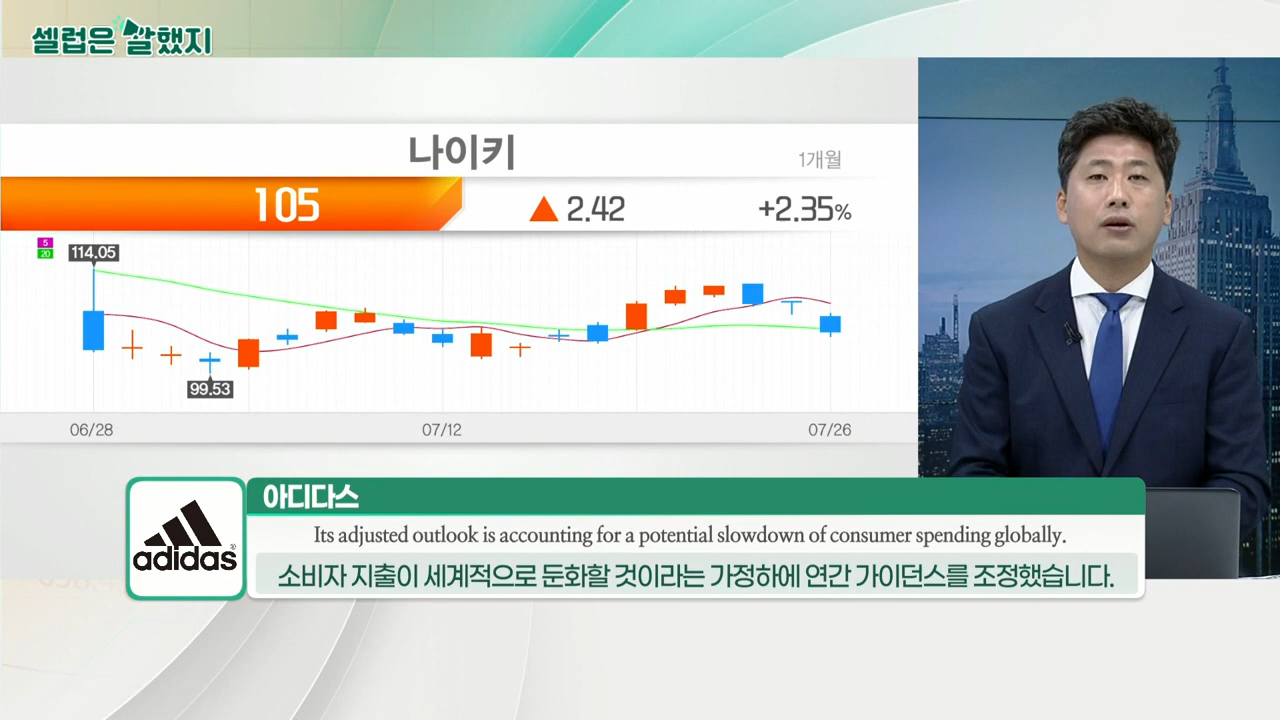 셀럽은 말했지
나이키
1개월
105
▲ 2.42
+2.35%
5
20
114.05
99.53
06/28
07/12
07/26
아디다스
Its adjusted outlook is accounting for a potential slowdown of consumer spending globally.
소비자 지출이 세계적으로 둔화할 것이라는 가정하에 연간 가이던스를 조정했습니다.
adidas®